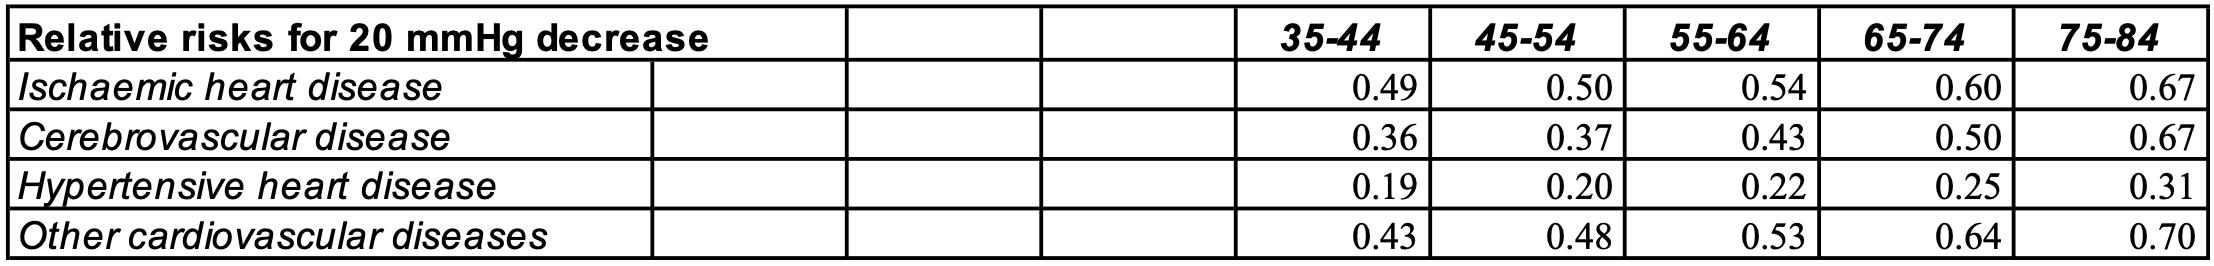 Relative risks for 20 mmHg decrease 35-44 45-54 55-64 65-74 75-84
Ischaemic heart disease 0.49 0.50 0.54 0.60 0.67
Cerebrovascular disease 0.36 0.37 0.43 0.50 0.67
Hypertensive heart disease 0.19 0.20 0.22 0.25 0.31
Other cardiovascular diseases 0.43 0.48 0.53 0.64 0.70